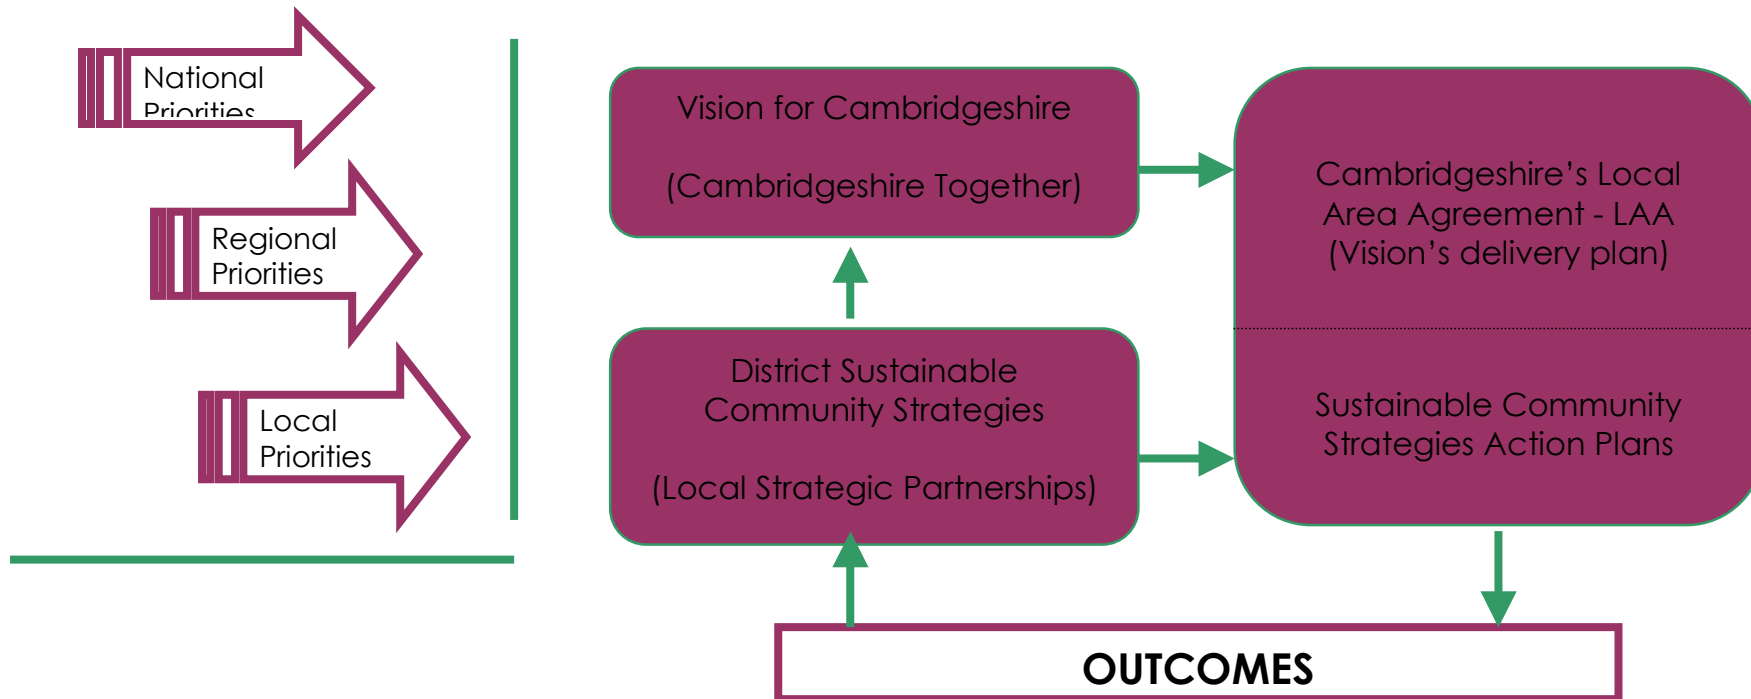 National
Priorities
Regional
Priorities
Local
Priorities
Vision for Cambridgeshire
(Cambridgeshire Together)
District Sustainable
Community Strategies
(Local Strategic Partnerships)
Cambridgeshire’s Local
Area Agreement - LAA
(Vision’s delivery plan)
Sustainable Community
Strategies Action Plans
OUTCOMES